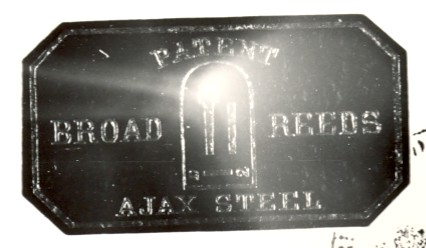 PATENT
BROAD REEDS
AJAX STEEL